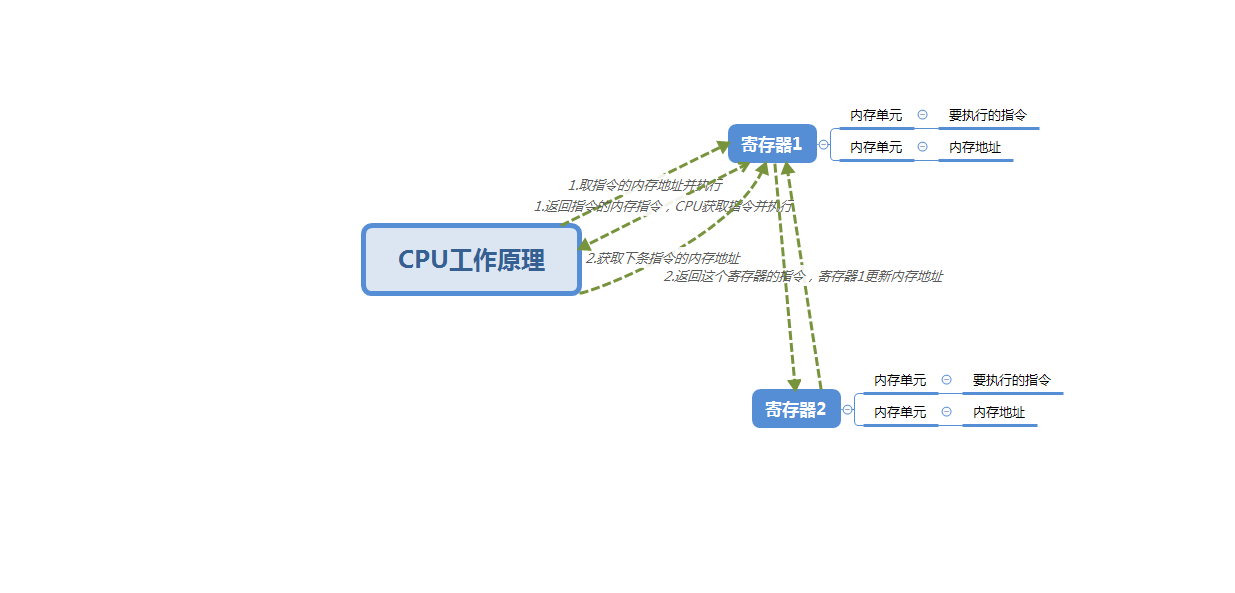 内存单元 要执行的指令
寄存器1
内存单元 内存地址
1.取指令的内存地址并执行
1.返回指令的内存指令，CPU获取指令并执行
CPU工作原理
2.获取下条指令的内存地址
2.返回这个寄存器的指令，寄存器1更新内存地址
内存单元 要执行的指令
寄存器2
内存单元 内存地址